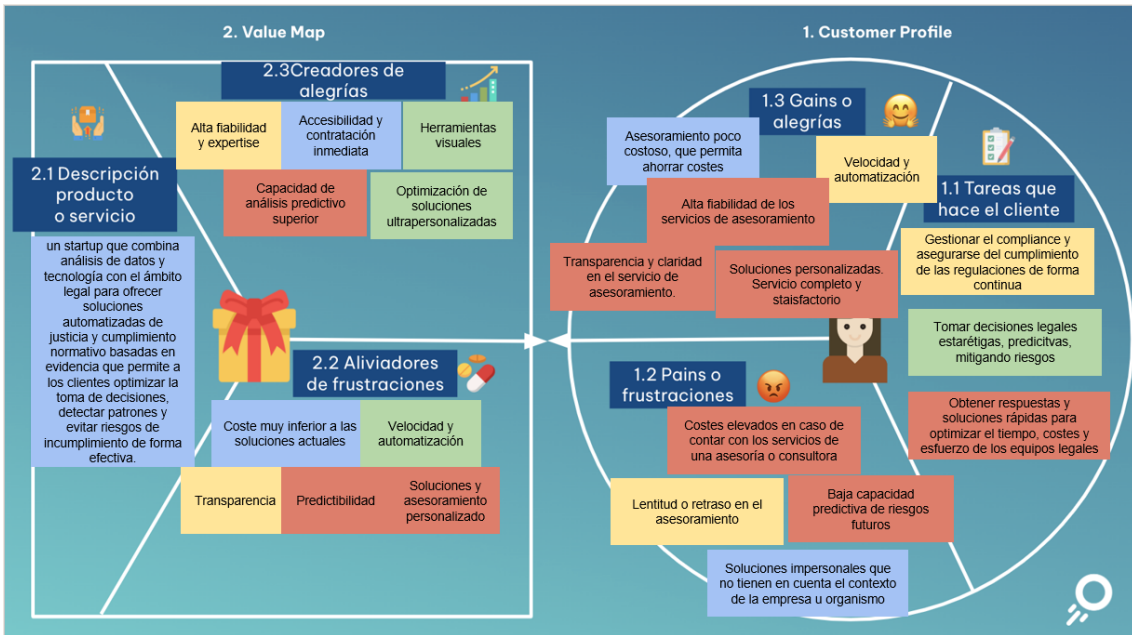 2. Value Map
2.3Creadores de
alegrías
Alta fiabilidad
y expertise
Accesibilidad y
contratación
inmediata
Herramientas
visuales
Capacidad de
análisis predictivo
superior
Optimización de
soluciones
ultrapersonalizadas
2.1 Descripción
producto
o servicio
un startup que combina
análisis de datos y
tecnología con el ámbito
legal para ofrecer
soluciones
automatizadas de
justicia y cumplimiento
normativo basadas en
evidencia que permite a
los clientes optimizar la
toma de decisiones,
detectar patrones y
evitar riesgos de
incumplimiento de forma
efectiva.
2.2 Aliviadores
de frustraciones
Coste muy inferior a las
soluciones actuales
Velocidad y
automatización
Transparencia
Predictibilidad
Soluciones y
asesoramiento
personalizado
1. Customer Profile
1.3 Gains o
alegrías
Asesoramiento poco
costoso, que permita
ahorrar costes
Velocidad y
automatización
Alta fiabilidad de los
servicios de asesoramiento
Transparencia y claridad
en el servicio de
asesoramiento.
Soluciones personalizadas.
Servicio completo y
staisfactorio
1.1 Tareas que
hace el cliente
Gestionar el compliance y
asegurarse del cumplimiento
de las regulaciones de forma
continua
Tomar decisiones legales
estarétigas, predicitvas,
mitigando riesgos
Obtener respuestas y
soluciones rápidas para
optimizar el tiempo, costes y
esfuerzo de los equipos legales
1.2 Pains o
frustraciones
Costes elevados en caso de
contar con los servicios de
una asesoría o consultora
Lentitud o retraso en el
asesoramiento
Baja capacidad
predictiva de riesgos
futuros
Soluciones impersonales que
no tienen en cuenta el contexto
de la empresa u organismo